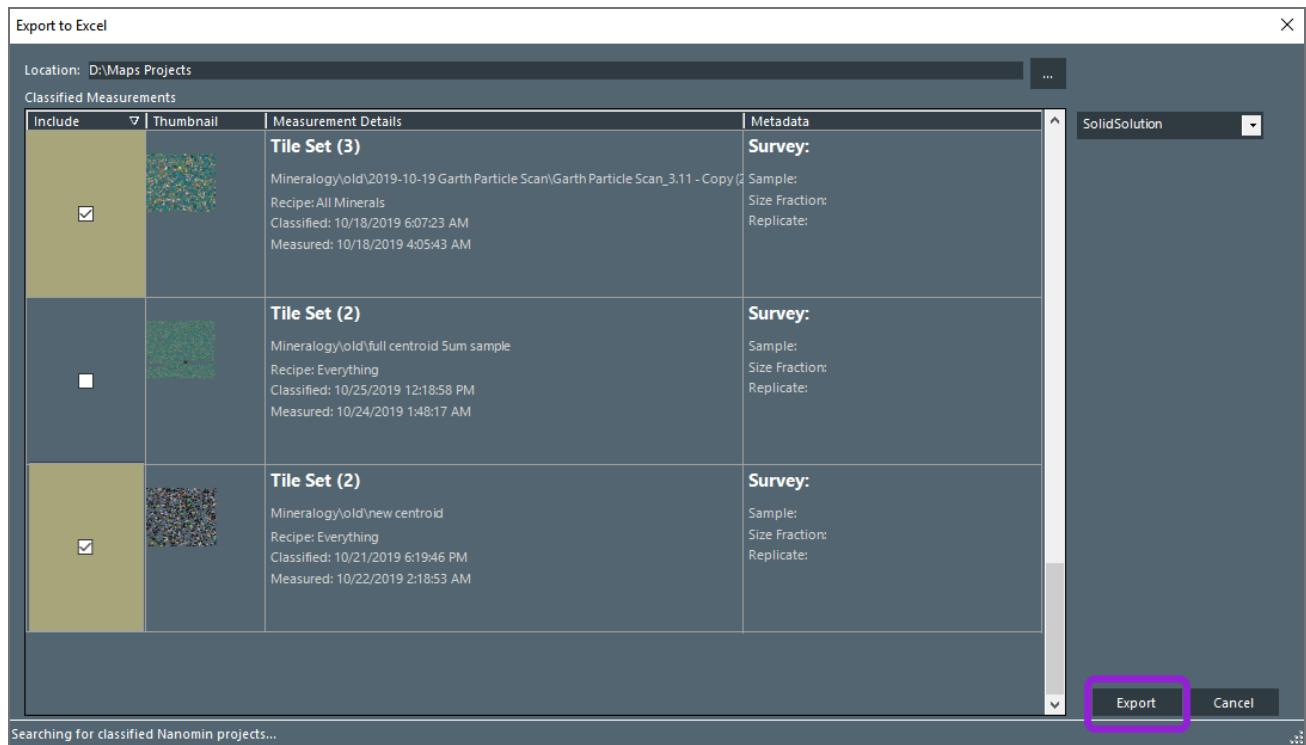 Export to Excel
Location: D:\Maps Projects ...
Classified Measurements
Include Thumbnail Measurement Details Metadata
SolidSolution
Tile Set (3) Survey:
Mineralogy\old\2019-10-19 Garth Particle Scan\Garth Particle Scan_3.11 - Copy (2 Sample:
Recipe: All Minerals Size Fraction:
Classified: 10/18/2019 6:07:23 AM Replicate:
Measured: 10/18/2019 4:05:43 AM
Tile Set (2) Survey:
Mineralogy\old\full centroid 5um sample Sample:
Recipe: Everything Size Fraction:
Classified: 10/25/2019 12:18:58 PM Replicate:
Measured: 10/24/2019 1:48:17 AM
Tile Set (2) Survey:
Mineralogy\old\new centroid Sample:
Recipe: Everything Size Fraction:
Classified: 10/21/2019 6:19:46 PM Replicate:
Measured: 10/22/2019 2:18:53 AM
Export Cancel
Searching for classified Nanomin projects...